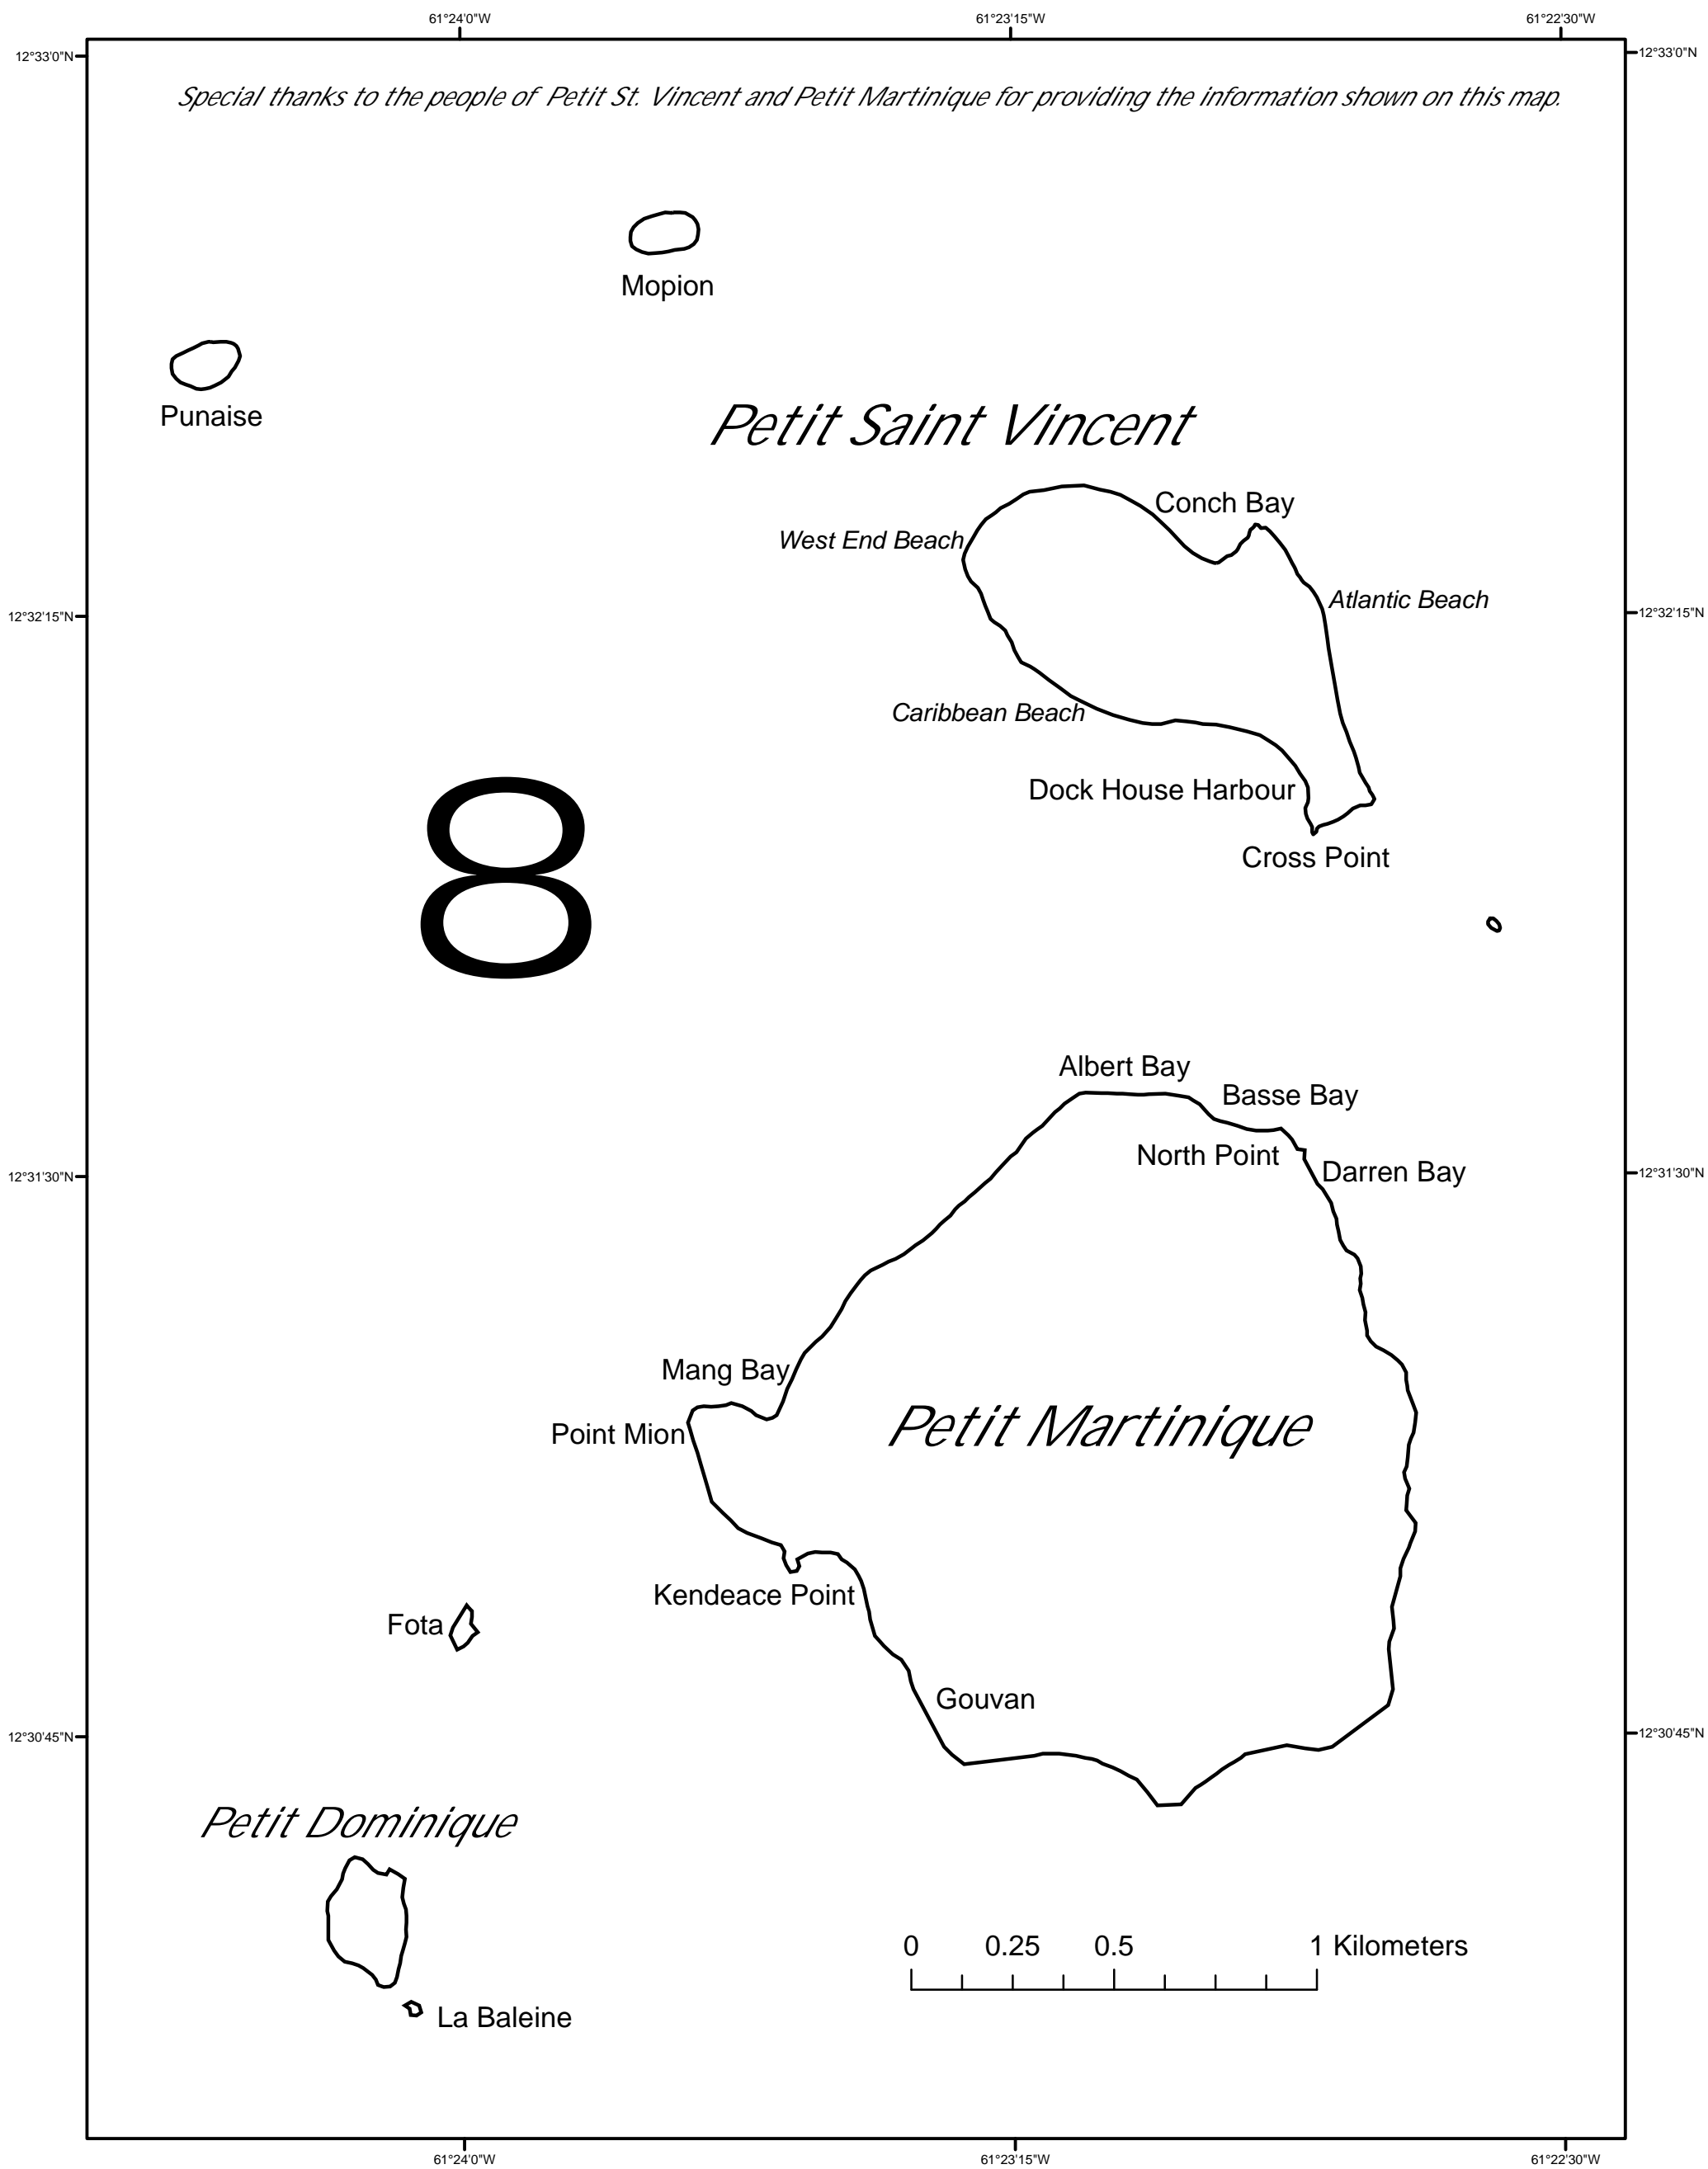 61°24'0"W 61°23'15"W 61°22'30"W
12°33'0"N 12°33'0"N
Special thanks to the people of Petit St. Vincent and Petit Martinique for providing the information shown on this map.
Mopion
Punaise
Petit Saint Vincent
Conch Bay
West End Beach
Atlantic Beach
12°32'15"N 12°32'15"N
Caribbean Beach
Dock House Harbour
Cross Point
8
Albert Bay
Basse Bay
North Point
Darren Bay
12°31'30"N 12°31'30"N
Mang Bay
Point Mion
Petit Martinique
Kendeace Point
Fota
Gouvan
12°30'45"N 12°30'45"N
Petit Dominique
0 0.25 0.5 1 Kilometers
La Baleine
61°24'0"W 61°23'15"W 61°22'30"W